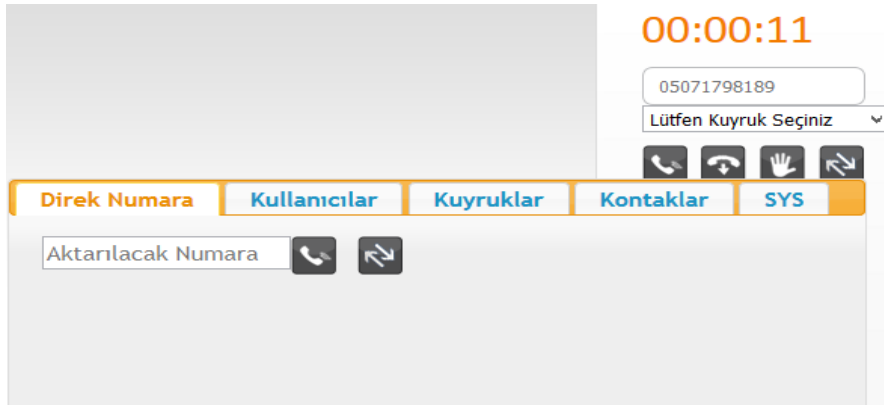 00:00:11
05071798189
Lütfen Kuyruk Seçiniz
Direk Numara Kullanıcılar Kuyruklar Kontaklar SYS
Aktarılacak Numara